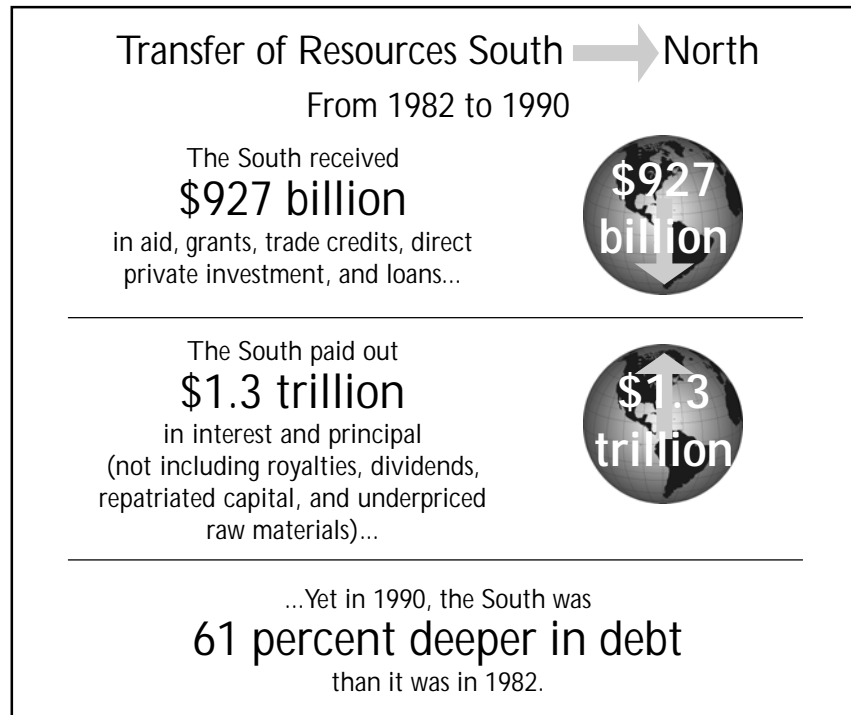 Transfer of Resources South North
From 1982 to 1990
The South received
$927 billion
in aid, grants, trade credits, direct
private investment, and loans...
$927
billion
The South paid out
$1.3 trillion
in interest and principal
(not including royalties, dividends,
repatriated capital, and underpriced
raw materials)...
$1.3
trillion
...Yet in 1990, the South was
61 percent deeper in debt
than it was in 1982.